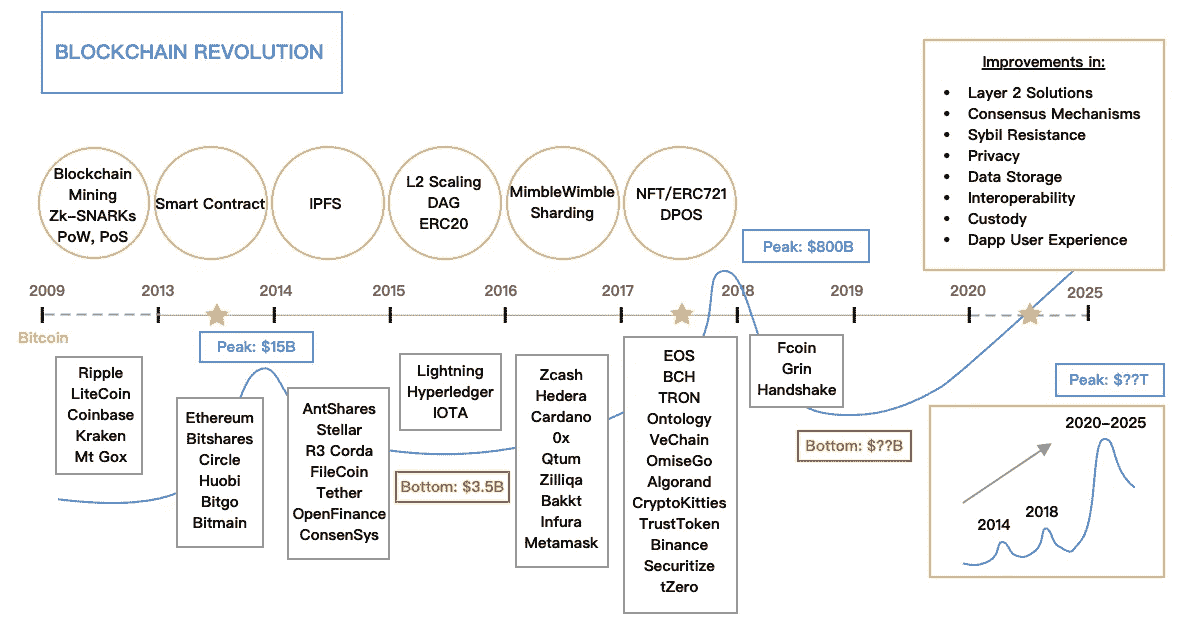 BLOCKCHAIN REVOLUTION
Improvements in:
• Layer 2 Solutions
• Consensus Mechanisms
• Sybil Resistance
• Privacy
• Data Storage
• Interoperability
• Custody
• Dapp User Experience
Blockchain
Mining
Zk-SNARKs
PoW, PoS
Smart Contract
IPFS
L2 Scaling
DAG
ERC20
MimbleWimble
Sharding
NFT/ERC721
DPOS
Peak: $800B
2009
2013
2014
2015
2016
2017
2018
2019
2020
2025
Bitcoin
Peak: $15B
Ripple
LiteCoin
Coinbase
Kraken
Mt Gox
Ethereum
Bitshares
Circle
Huobi
Bitgo
Bitmain
AntShares
Stellar
R3 Corda
FileCoin
Tether
OpenFinance
ConsenSys
Lightning
Hyperledger
IOTA
Bottom: $3.5B
Zcash
Hedera
Cardano
0x
Qtum
Zilliqa
Bakkt
Infura
Metamask
EOS
BCH
TRON
Ontology
VeChain
OmiseGo
Algorand
CryptoKitties
TrustToken
Binance
Securitize
tZero
Fcoin
Grin
Handshake
Bottom: $??B
Peak: $??T
2020-2025
2018
2014